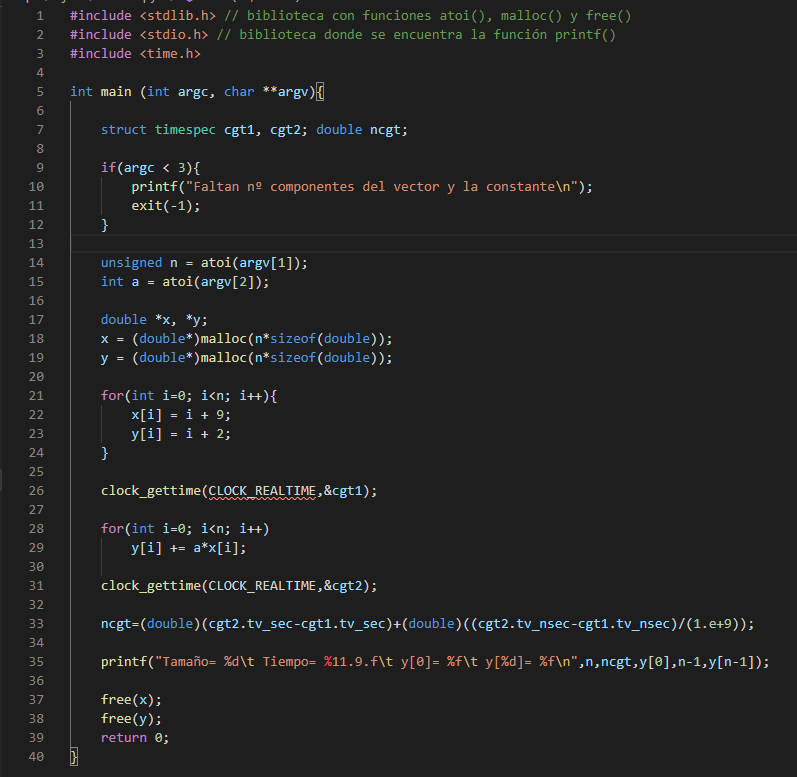 1 #include <stdlib.h> // biblioteca con funciones atoi(), malloc() y free()
2 #include <stdio.h> // biblioteca donde se encuentra la función printf()
3 #include <time.h>
4
5 int main (int argc, char **argv){
6
7 struct timespec cgt1, cgt2; double ncgt;
8
9 if(argc < 3){
10 printf("Faltan nº componentes del vector y la constante\n");
11 exit(-1);
12 }
13
14 unsigned n = atoi(argv[1]);
15 int a = atoi(argv[2]);
16
17 double *x, *y;
18 x = (double*)malloc(n*sizeof(double));
19 y = (double*)malloc(n*sizeof(double));
20
21 for(int i=0; i<n; i++){
22 x[i] = i + 9;
23 y[i] = i + 2;
24 }
25
26 clock_gettime(CLOCK_REALTIME,&cgt1);
27
28 for(int i=0; i<n; i++)
29 y[i] += a*x[i];
30
31 clock_gettime(CLOCK_REALTIME,&cgt2);
32
33 ncgt=(double)(cgt2.tv_sec-cgt1.tv_sec)+(double)((cgt2.tv_nsec-cgt1.tv_nsec)/(1.e+9));
34
35 printf("Tamaño= %d\t Tiempo= %11.9.f\t y[0]= %f\t y[%d]= %f\n",n,ncgt,y[0],n-1,y[n-1]);
36
37 free(x);
38 free(y);
39 return 0;
40 }